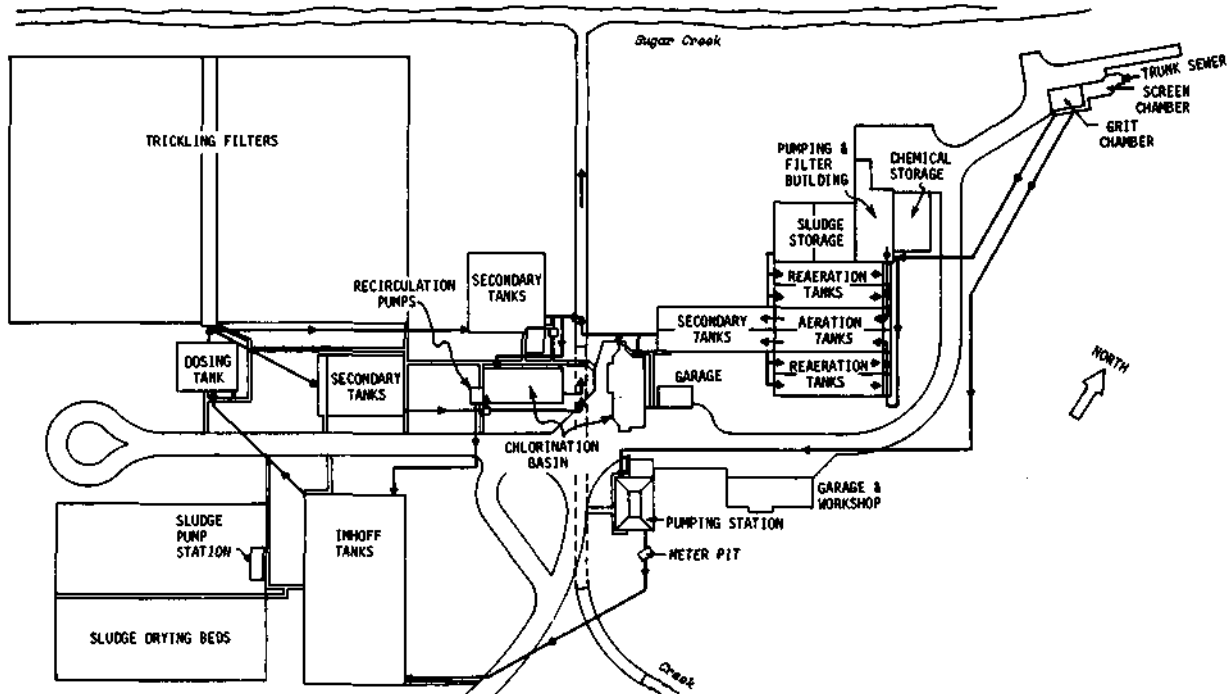 Sugar Creek
TRUNK SEWER
SCREEN
CHAMBER
GRIT
CHAMBER
TRICKLING FILTERS
PUMPING &
FILTER
BUILDING
CHEMICAL
STORAGE
SLUDGE
STORAGE
SECONDARY
TANKS
RECIRCULATION
PUMPS
REAERATION
TANKS
SECONDARY
TANKS
AERATION
TANKS
REAERATION
TANKS
DOSING
TANK
SECONDARY
TANKS
GARAGE
NORTH
CHLORINATION
BASIN
GARAGE &
WORKSHOP
SLUDGE
PUMP
STATION
IMHOFF
TANKS
PUMPING STATION
METER PIT
SLUDGE DRYING BEDS
Creek